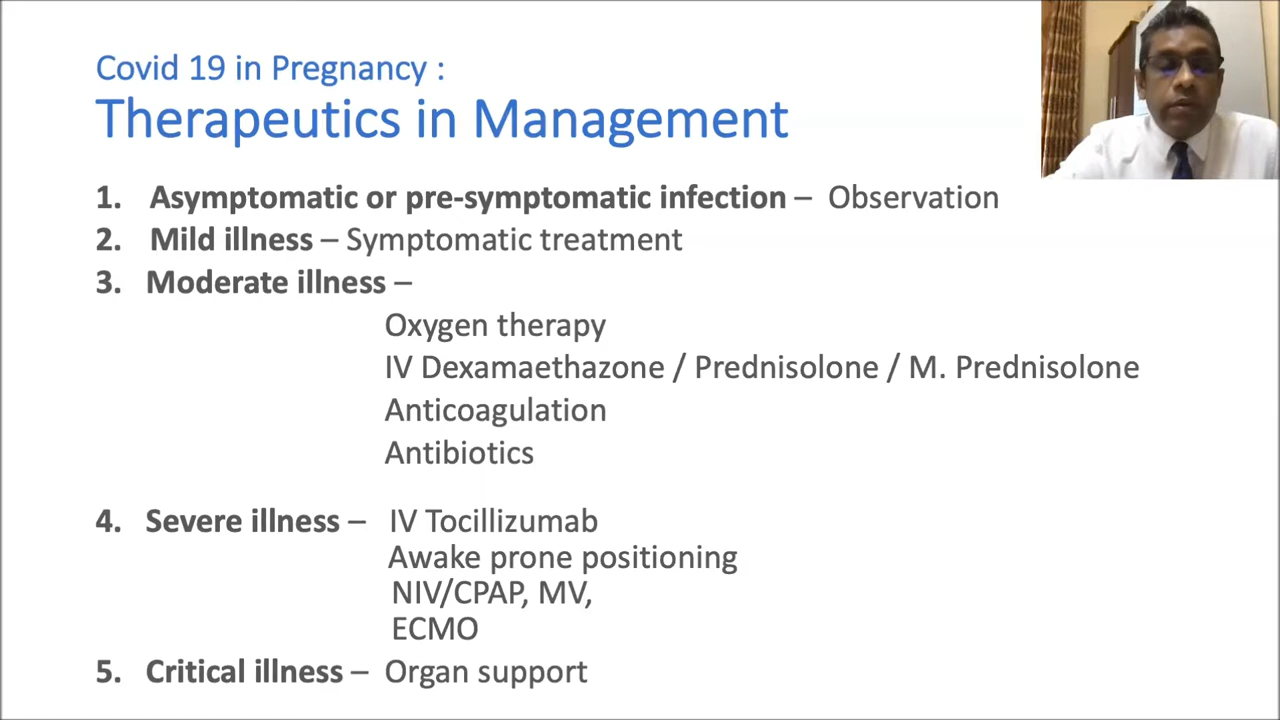 Covid 19 in Pregnancy :
Therapeutics in Management
1. Asymptomatic or pre-symptomatic infection – Observation
2. Mild illness – Symptomatic treatment
3. Moderate illness –
Oxygen therapy
IV Dexamaethazone / Prednisolone / M. Prednisolone
Anticoagulation
Antibiotics
4. Severe illness – IV Tocillizumab
Awake prone positioning
NIV/CPAP, MV,
ECMO
5. Critical illness – Organ support